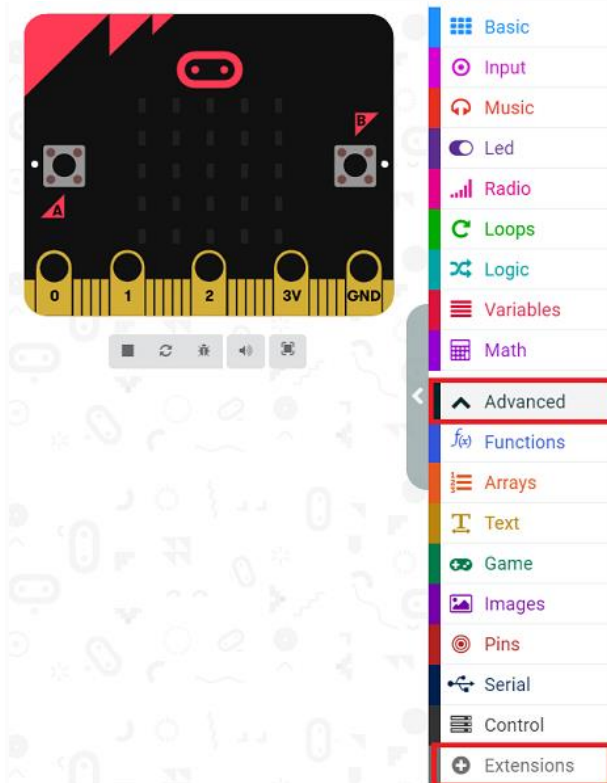 B
A
0 1 2 3V GND
Basic
Input
Music
Led
Radio
Loops
Logic
Variables
Math
Advanced
f(x) Functions
Arrays
T Text
Game
Images
Pins
Serial
Control
Extensions